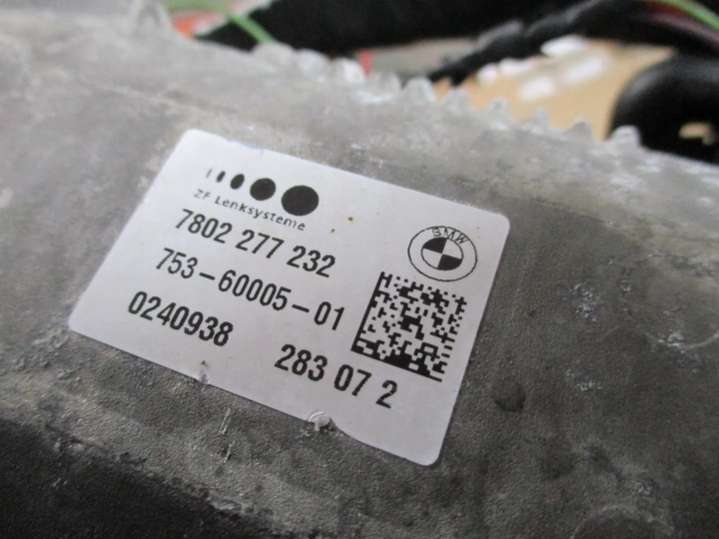 ZF Lenksysteme
BMW
7802 277 232
753-60005-01
0240938 283 07 2